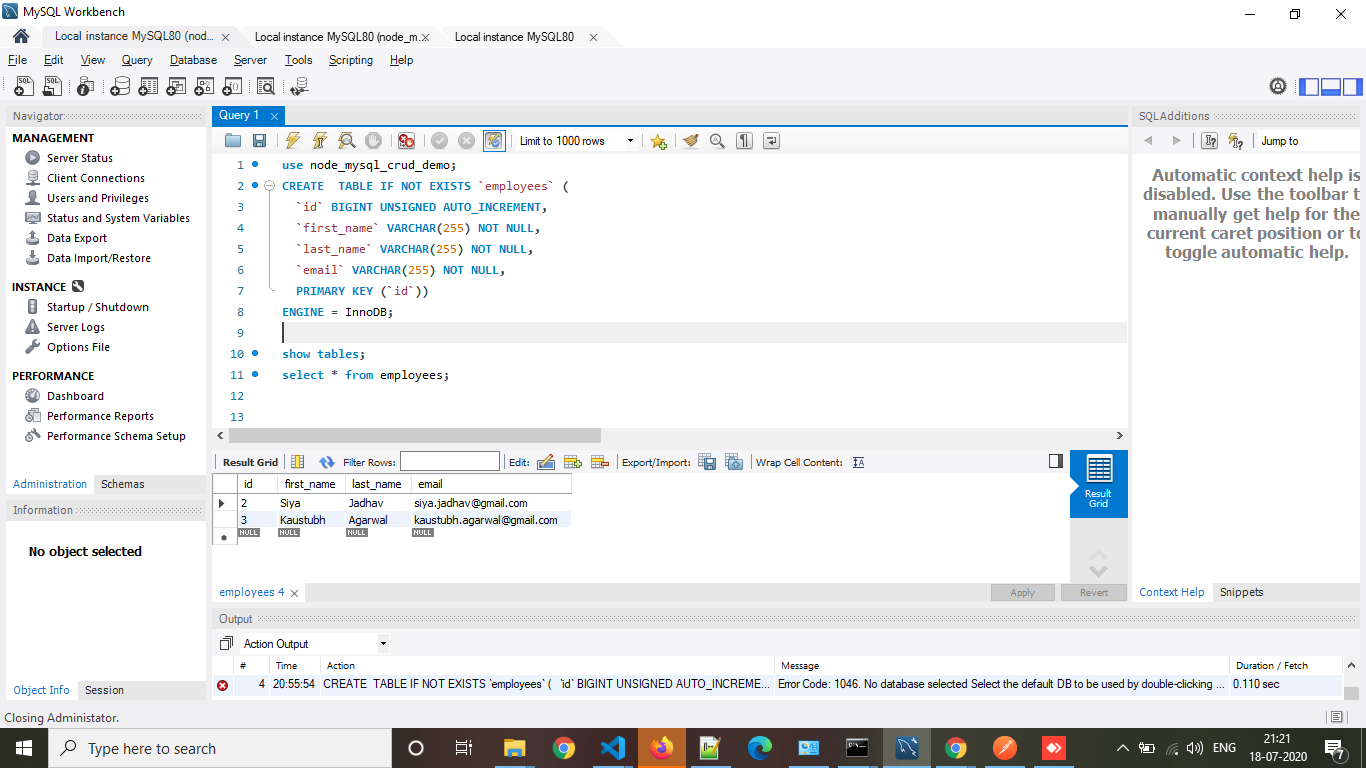 MySQL Workbench
Local instance MySQL80 (nod... Local instance MySQL80 (node_m. Local instance MySQL80
File Edit View Query Database Server Tools Scripting Help
Navigator
MANAGEMENT
Server Status
Client Connections
Users and Privileges
Status and System Variables
Data Export
Data Import/Restore
INSTANCE
Startup / Shutdown
Server Logs
Options File
PERFORMANCE
Dashboard
Performance Reports
Performance Schema Setup
Administration Schemas
Information
No object selected
Object Info Session
Query 1
Limit to 1000 rows
1 use node_mysql_crud_demo;
2 CREATE  TABLE IF NOT EXISTS `employees` (
3 `id` BIGINT UNSIGNED AUTO_INCREMENT,
4 `first_name` VARCHAR(255) NOT NULL,
5 `last_name` VARCHAR(255) NOT NULL,
6 `email` VARCHAR(255) NOT NULL,
7 PRIMARY KEY (`id`))
8 ENGINE = InnoDB;
9
10 show tables;
11 select * from employees;
12
13
Result Grid Filter Rows: Edit: Export/Import: Wrap Cell Content:
id first_name last_name email
2 Siya Jadhav siya.jadhav@gmail.com
3 Kaustubh Agarwal kaustubh.agarwal@gmail.com
NULL NULL NULL NULL
Result
Grid
employees 4
Apply Revert
SQLAdditions
Jump to
Automatic context help is
disabled. Use the toolbar t
manually get help for the
current caret position or to
toggle automatic help.
Context Help Snippets
Output
Action Output
# Time Action Message Duration / Fetch
4 20:55:54 CREATE  TABLE IF NOT EXISTS `employees` (   `id` BIGINT UNSIGNED AUTO_INCREME... Error Code: 1046. No database selected Select the default DB to be used by double-clicking ... 0.110 sec
Closing Administator.
Type here to search
ENG
21:21
18-07-2020
7